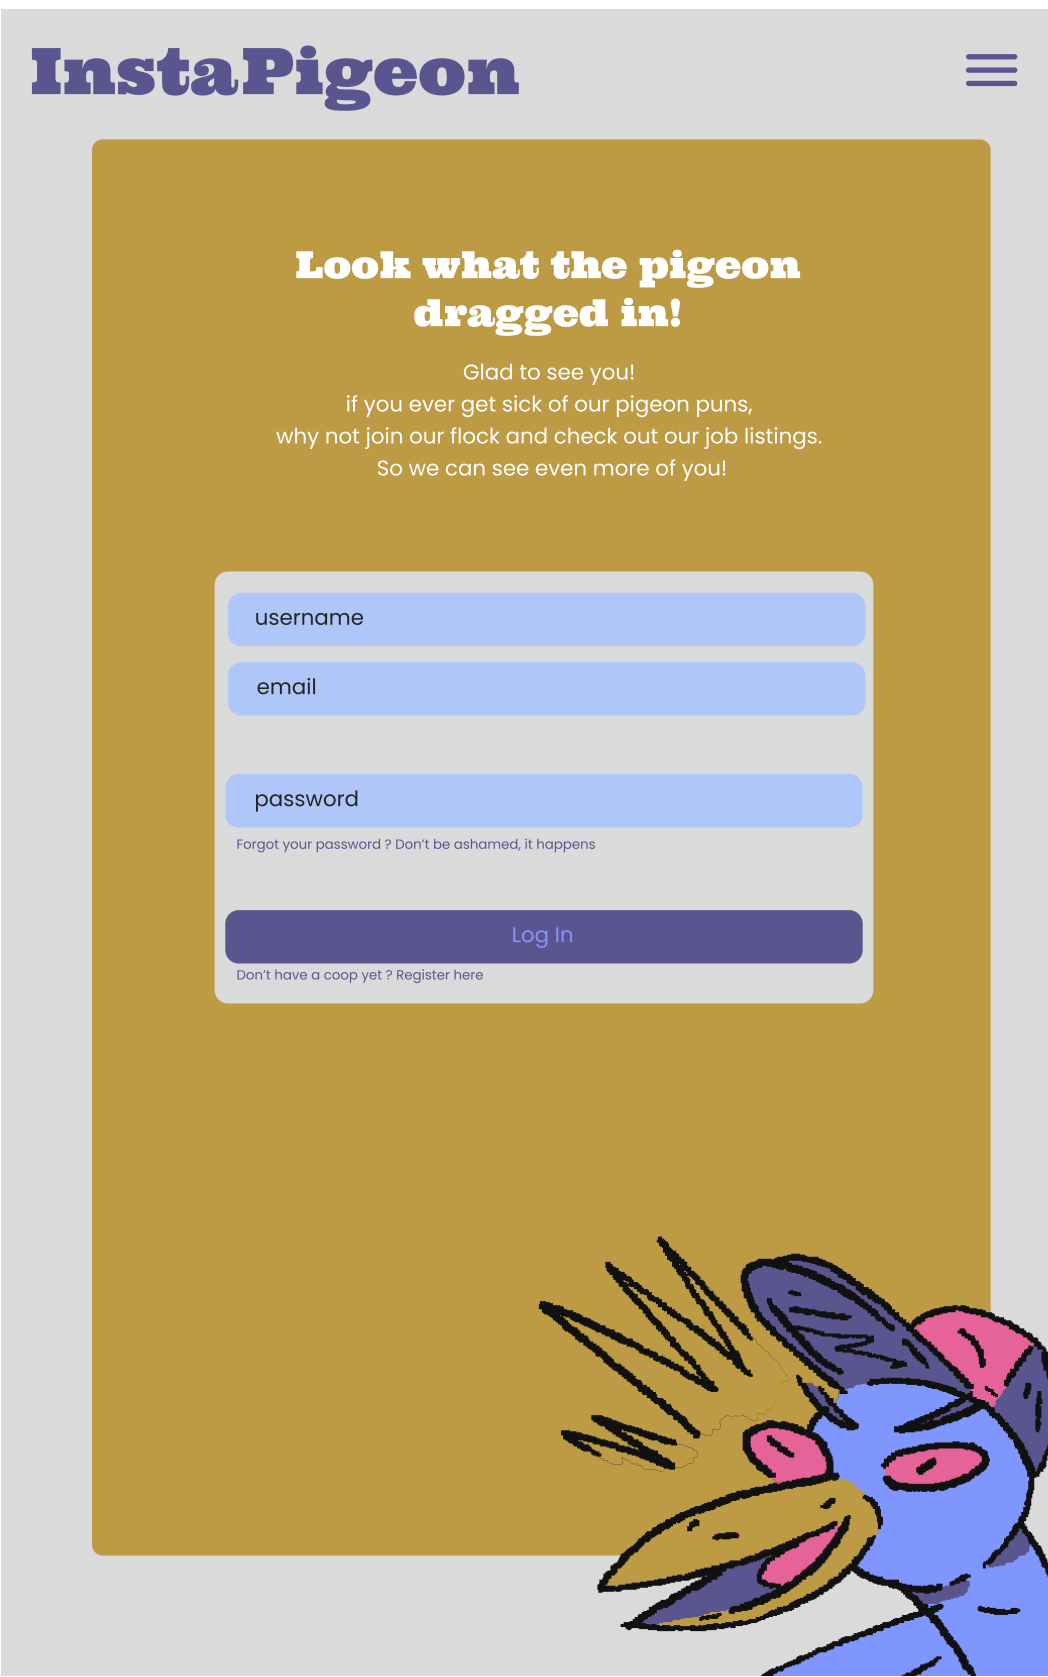 InstaPigeon
Look what the pigeon
dragged in!
Glad to see you!
if you ever get sick of our pigeon puns,
why not join our flock and check out our job listings.
So we can see even more of you!
username
email
password
Forgot your password ? Don't be ashamed, it happens
Log In
Don't have a coop yet ? Register here